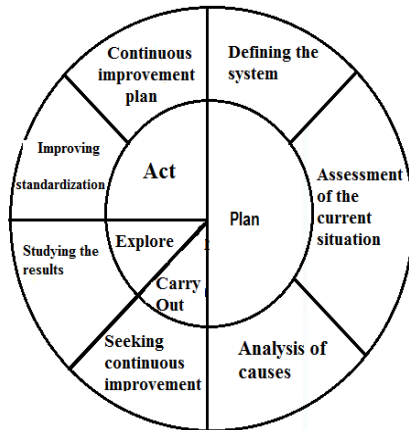 Continuous
improvement
plan
Defining the
system
Improving
standardization
Act
Assessment
of the
current
situation
Plan
Explore
Studying the
results
Carry
Out
Seeking
continuous
improvement
Analysis of
causes